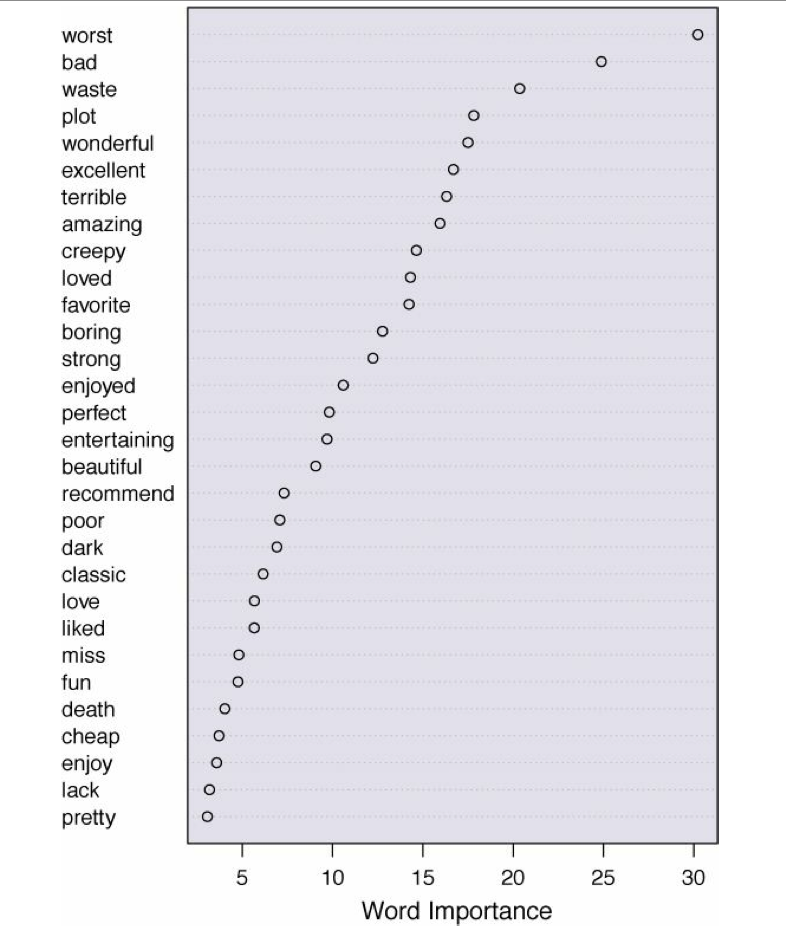 worst
bad
waste
plot
wonderful
excellent
terrible
amazing
creepy
loved
favorite
boring
strong
enjoyed
perfect
entertaining
beautiful
recommend
poor
dark
classic
love
liked
miss
fun
death
cheap
enjoy
lack
pretty
5 10 15 20 25 30
Word Importance